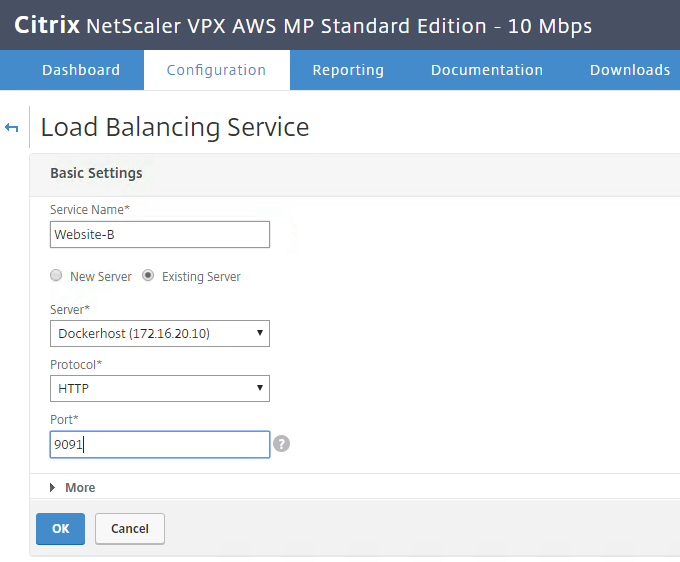 Citrix NetScaler VPX AWS MP Standard Edition - 10 Mbps
Dashboard Configuration Reporting Documentation Downloads
Load Balancing Service
Basic Settings
Service Name*
Website-B
New Server Existing Server
Server*
Dockerhost (172.16.20.10)
Protocol*
HTTP
Port*
9091
?
More
OK Cancel